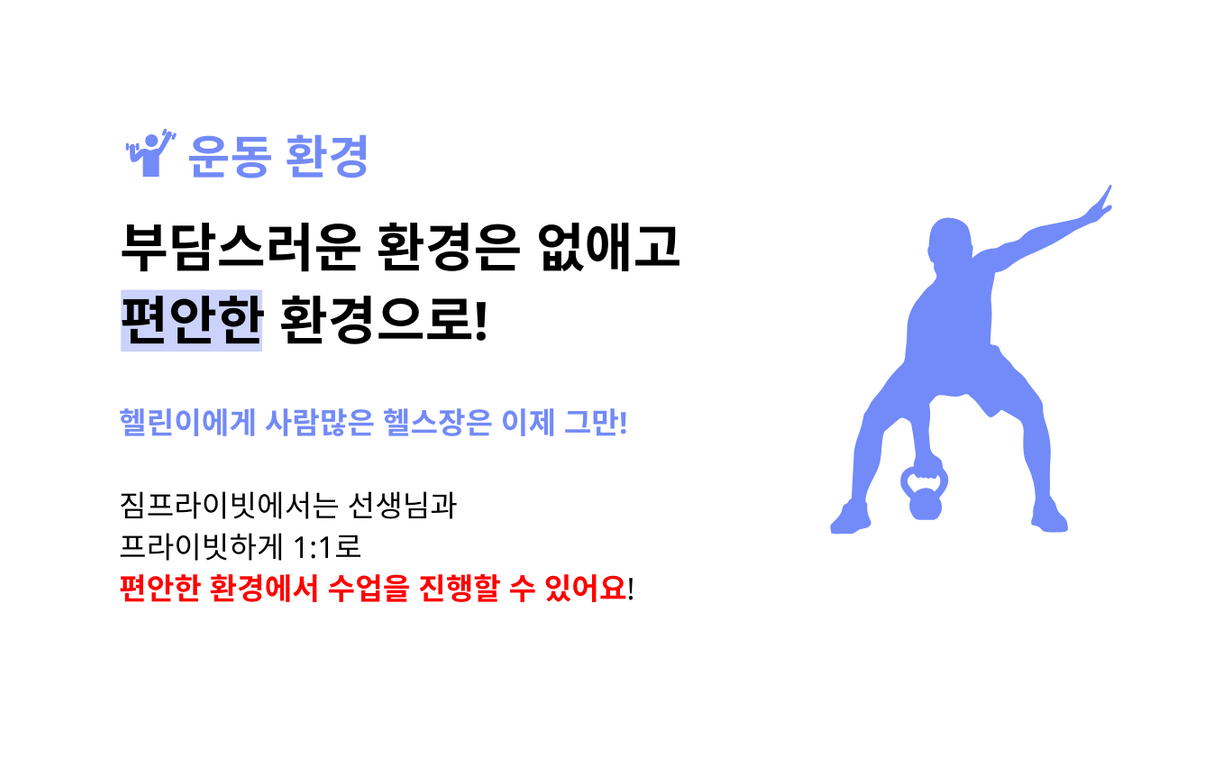 운동 환경
부담스러운 환경은 없애고
편안한 환경으로!
헬린이에게 사람많은 헬스장은 이제 그만!
짐프라이빗에서는 선생님과
프라이빗하게 1:1로
편안한 환경에서 수업을 진행할 수 있어요!